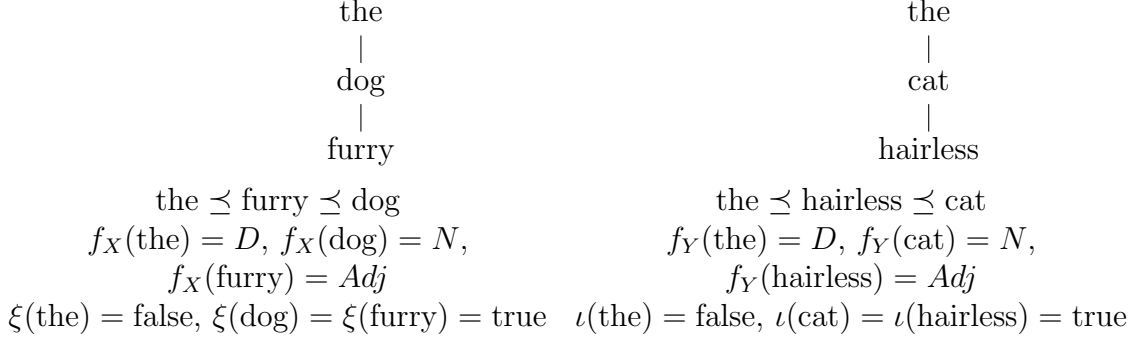 the the
| |
dog cat
| |
furry hairless
the ⪯ furry ⪯ dog the ⪯ hairless ⪯ cat
f_X(the) = D, f_X(dog) = N, f_Y(the) = D, f_Y(cat) = N,
f_X(furry) = Adj f_Y(hairless) = Adj
ξ(the) = false, ξ(dog) = ξ(furry) = true ι(the) = false, ι(cat) = ι(hairless) = true